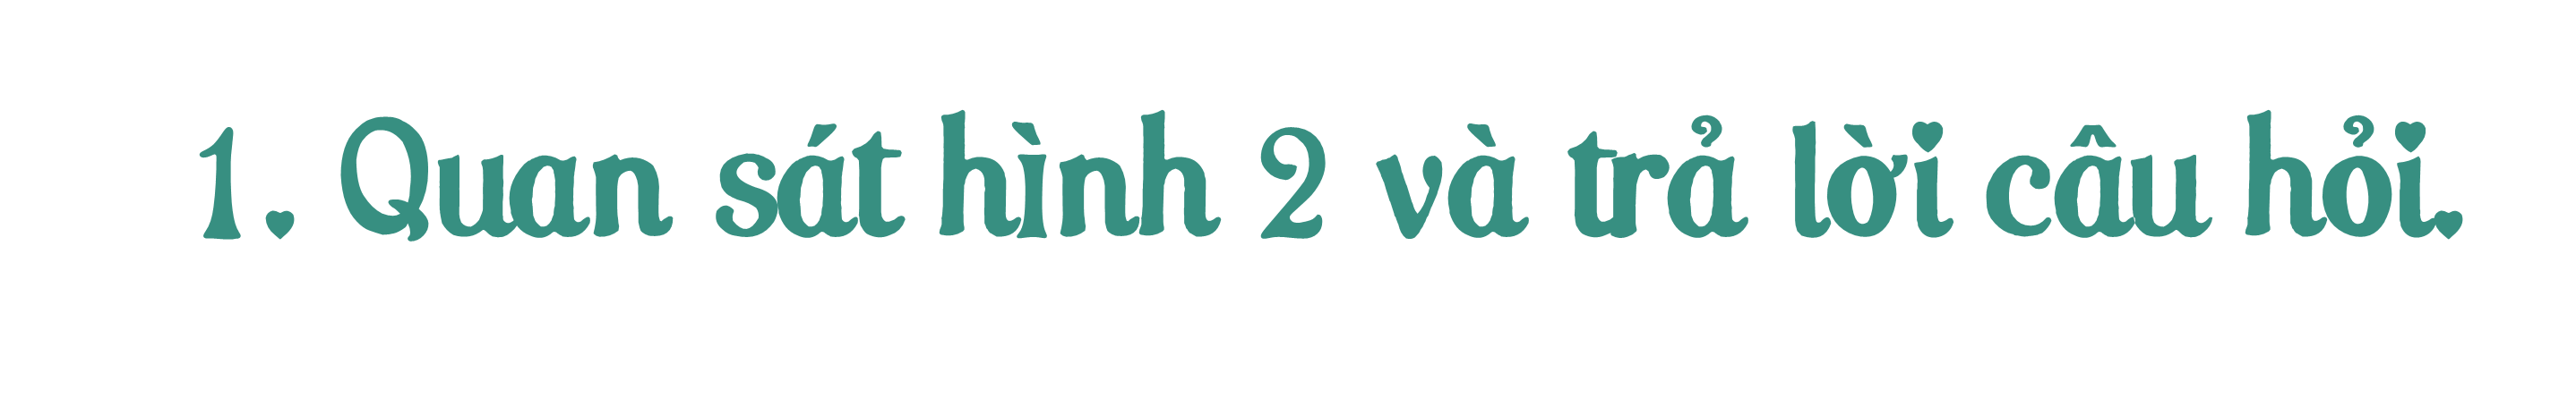 1. Quan sát hình 2 và trả lời câu hỏi.